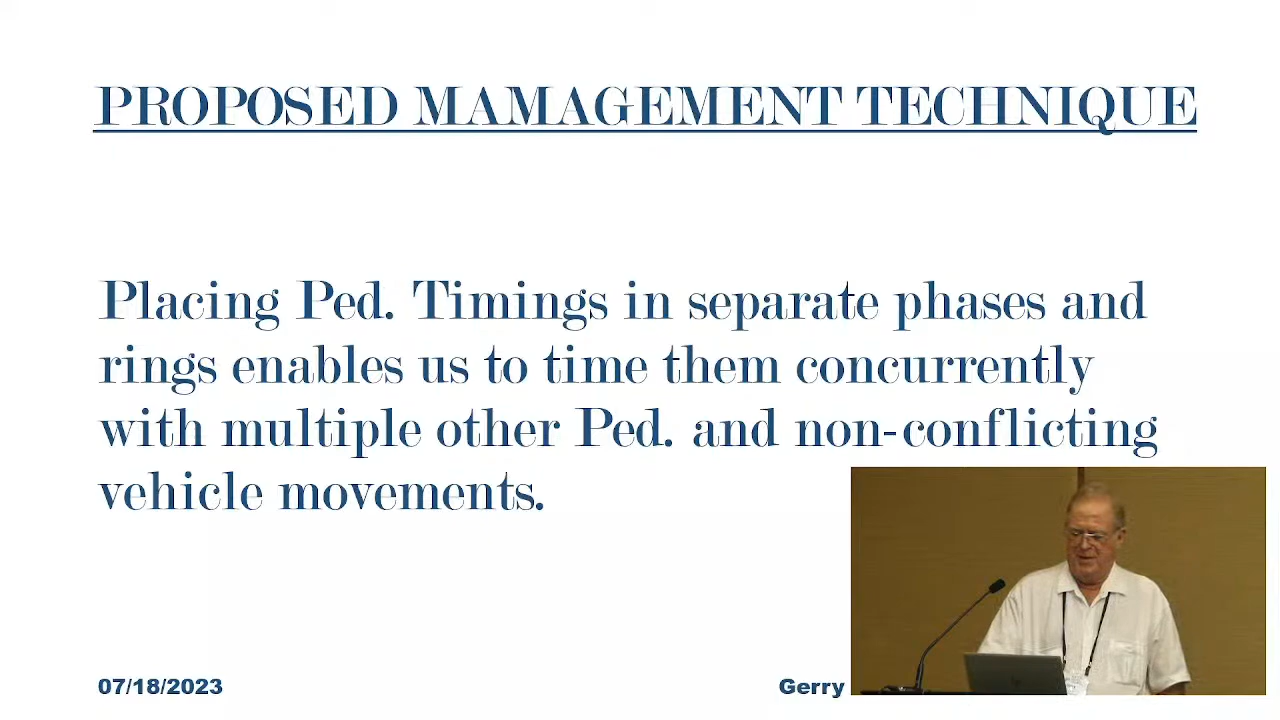 PROPOSED MAMAGEMENT TECHNIQUE
Placing Ped. Timings in separate phases and
rings enables us to time them concurrently
with multiple other Ped. and non-conflicting
vehicle movements.
07/18/2023
Gerry